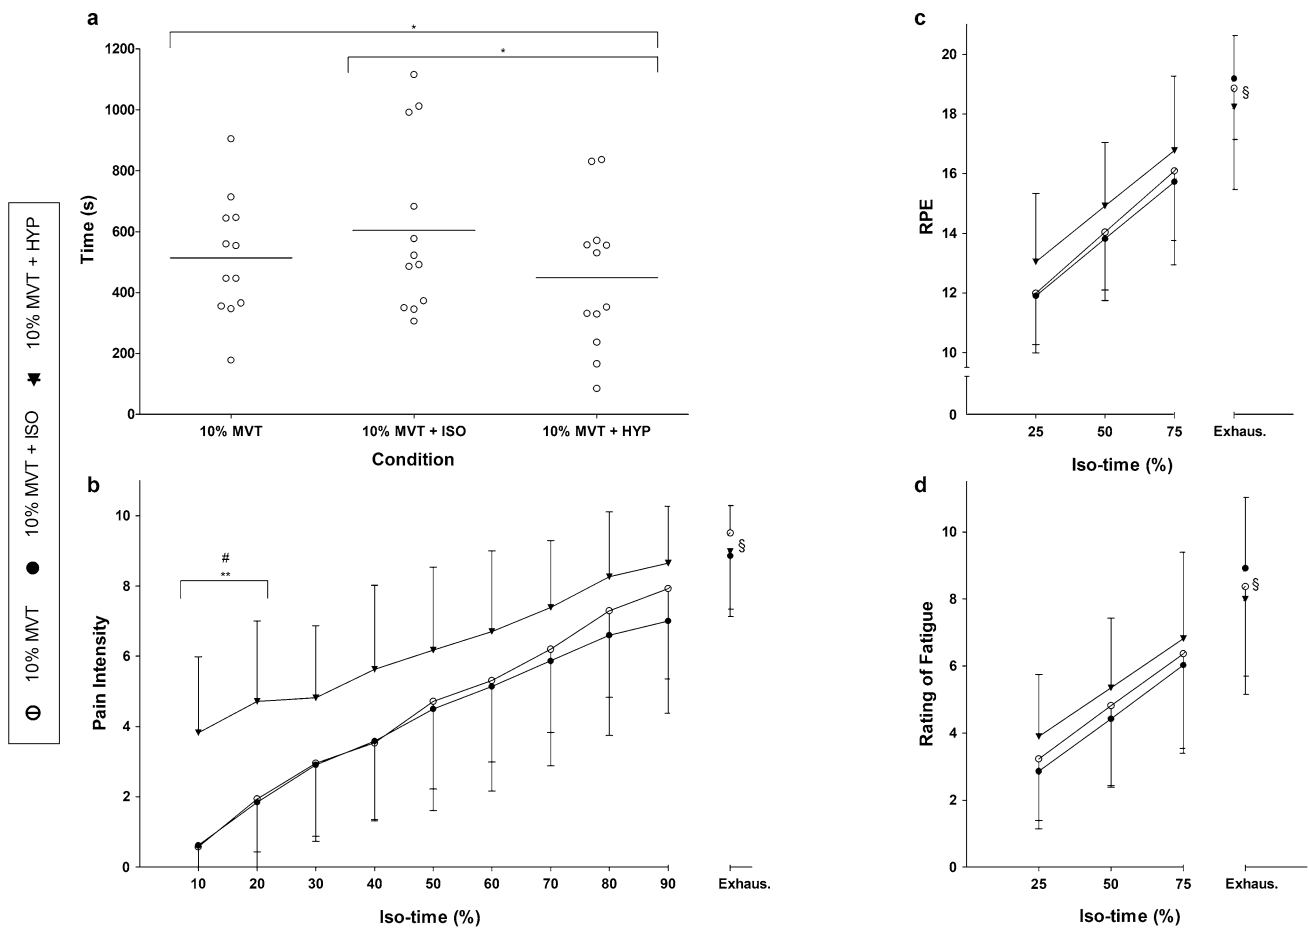 a
*
*
1200
1000
800
600
400
200
0
Time (s)
10% MVT
10% MVT + ISO
10% MVT + HYP
Condition
c
20
18
16
14
12
10
0
RPE
§
25
50
75
Exhaus.
Iso-time (%)
10% MVT
10% MVT + ISO
10% MVT + HYP
b
10
8
6
4
2
0
Pain Intensity
#
**
§
10
20
30
40
50
60
70
80
90
Exhaus.
Iso-time (%)
d
10
8
6
4
2
0
Rating of Fatigue
§
25
50
75
Exhaus.
Iso-time (%)